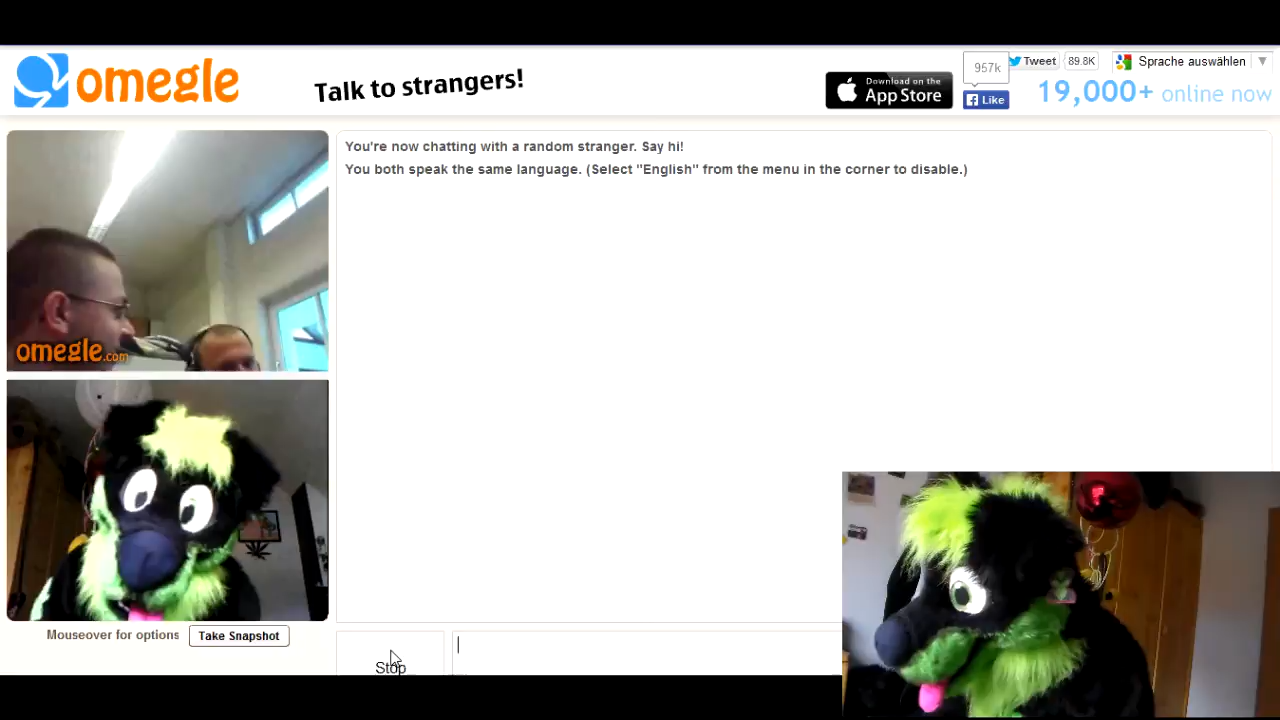 omegle
Talk to strangers!
Download on the
App Store
957k
Like
Tweet
89.8K
Sprache auswählen
19,000+ online now
You're now chatting with a random stranger. Say hi!
You both speak the same language. (Select "English" from the menu in the corner to disable.)
omegle.com
Mouseover for options
Take Snapshot
Stop